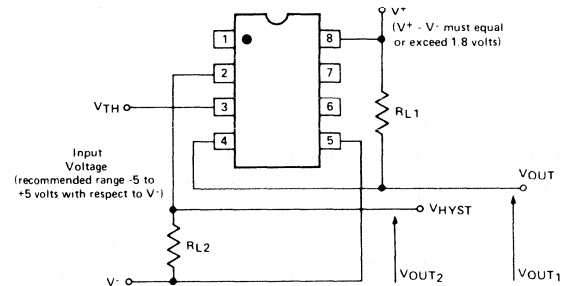 V+
(V+ - V- must equal
or exceed 1.8 volts)
1
8
2
7
VTH
3
6
RL1
4
5
Input
Voltage
(recommended range -5 to
+5 volts with respect to V-)
VOUT
VHYST
RL2
VOUT2
VOUT1
V-